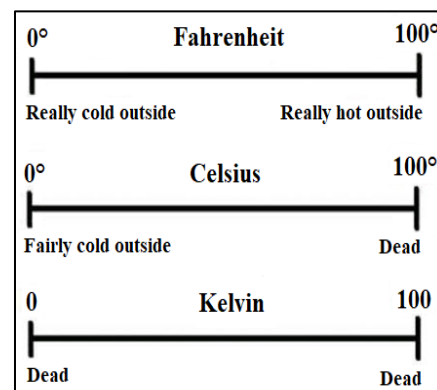 0° Fahrenheit 100°
Really cold outside Really hot outside
0° Celsius 100°
Fairly cold outside Dead
0 Kelvin 100
Dead Dead